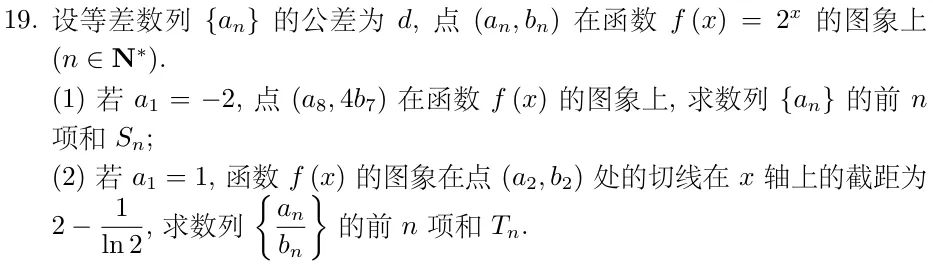 19. 设等差数列 {aₙ} 的公差为 d, 点 (aₙ, bₙ) 在函数 f(x) = 2ˣ 的图象上
(n ∈ N*).
(1) 若 a₁ = −2, 点 (a₈, 4b₇) 在函数 f(x) 的图象上, 求数列 {aₙ} 的前 n
项和 Sₙ;
(2) 若 a₁ = 1, 函数 f(x) 的图象在点 (a₂, b₂) 处的切线在 x 轴上的截距为
2 − 1/ln 2, 求数列 {aₙ/bₙ} 的前 n 项和 Tₙ.